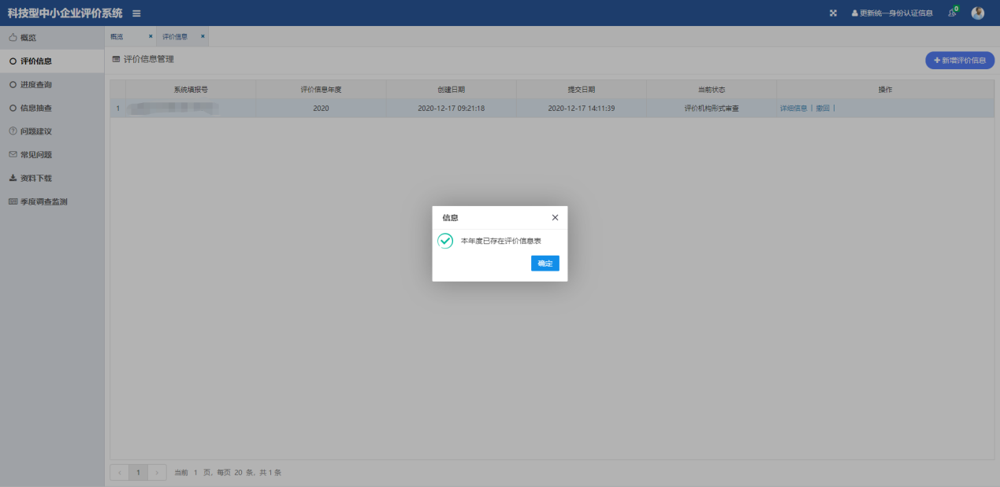 科技型中小企业评价系统
更新统一身份认证信息
0
概览
评价信息
进度查询
信息抽查
问题建议
常见问题
资料下载
季度调查监测
概览 × 评价信息 ×
评价信息管理
新增评价信息
系统填报号 评价信息年度 创建日期 提交日期 当前状态 操作
1 2020 2020-12-17 09:21:18 2020-12-17 14:11:39 评价机构形式审查 详细信息 | 撤回 |
信息
本年度已存在评价信息表
确定
1 当前 1 页, 每页 20 条, 共 1 条